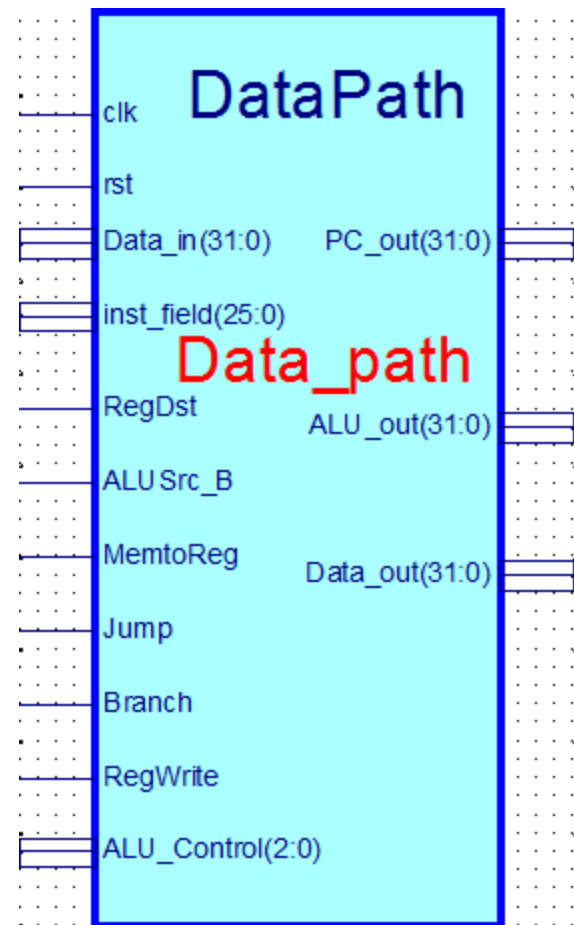 DataPath
clk
rst
Data_in(31:0) PC_out(31:0)
inst_field(25:0)
Data_path
RegDst
ALU_out(31:0)
ALUSrc_B
MemtoReg
Data_out(31:0)
Jump
Branch
RegWrite
ALU_Control(2:0)